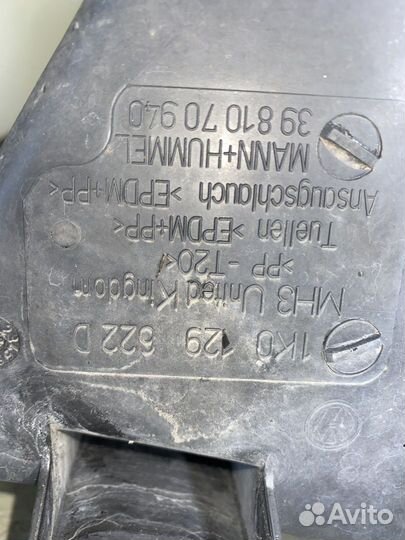 1K0 129 622 D
MH3 United Kingdom
>PP -T20<
Tuellen >EPDM+PP<
Ansaugschlauch >EPDM+PP<
MANN+HUMMEL
39 810 70 940
Avito